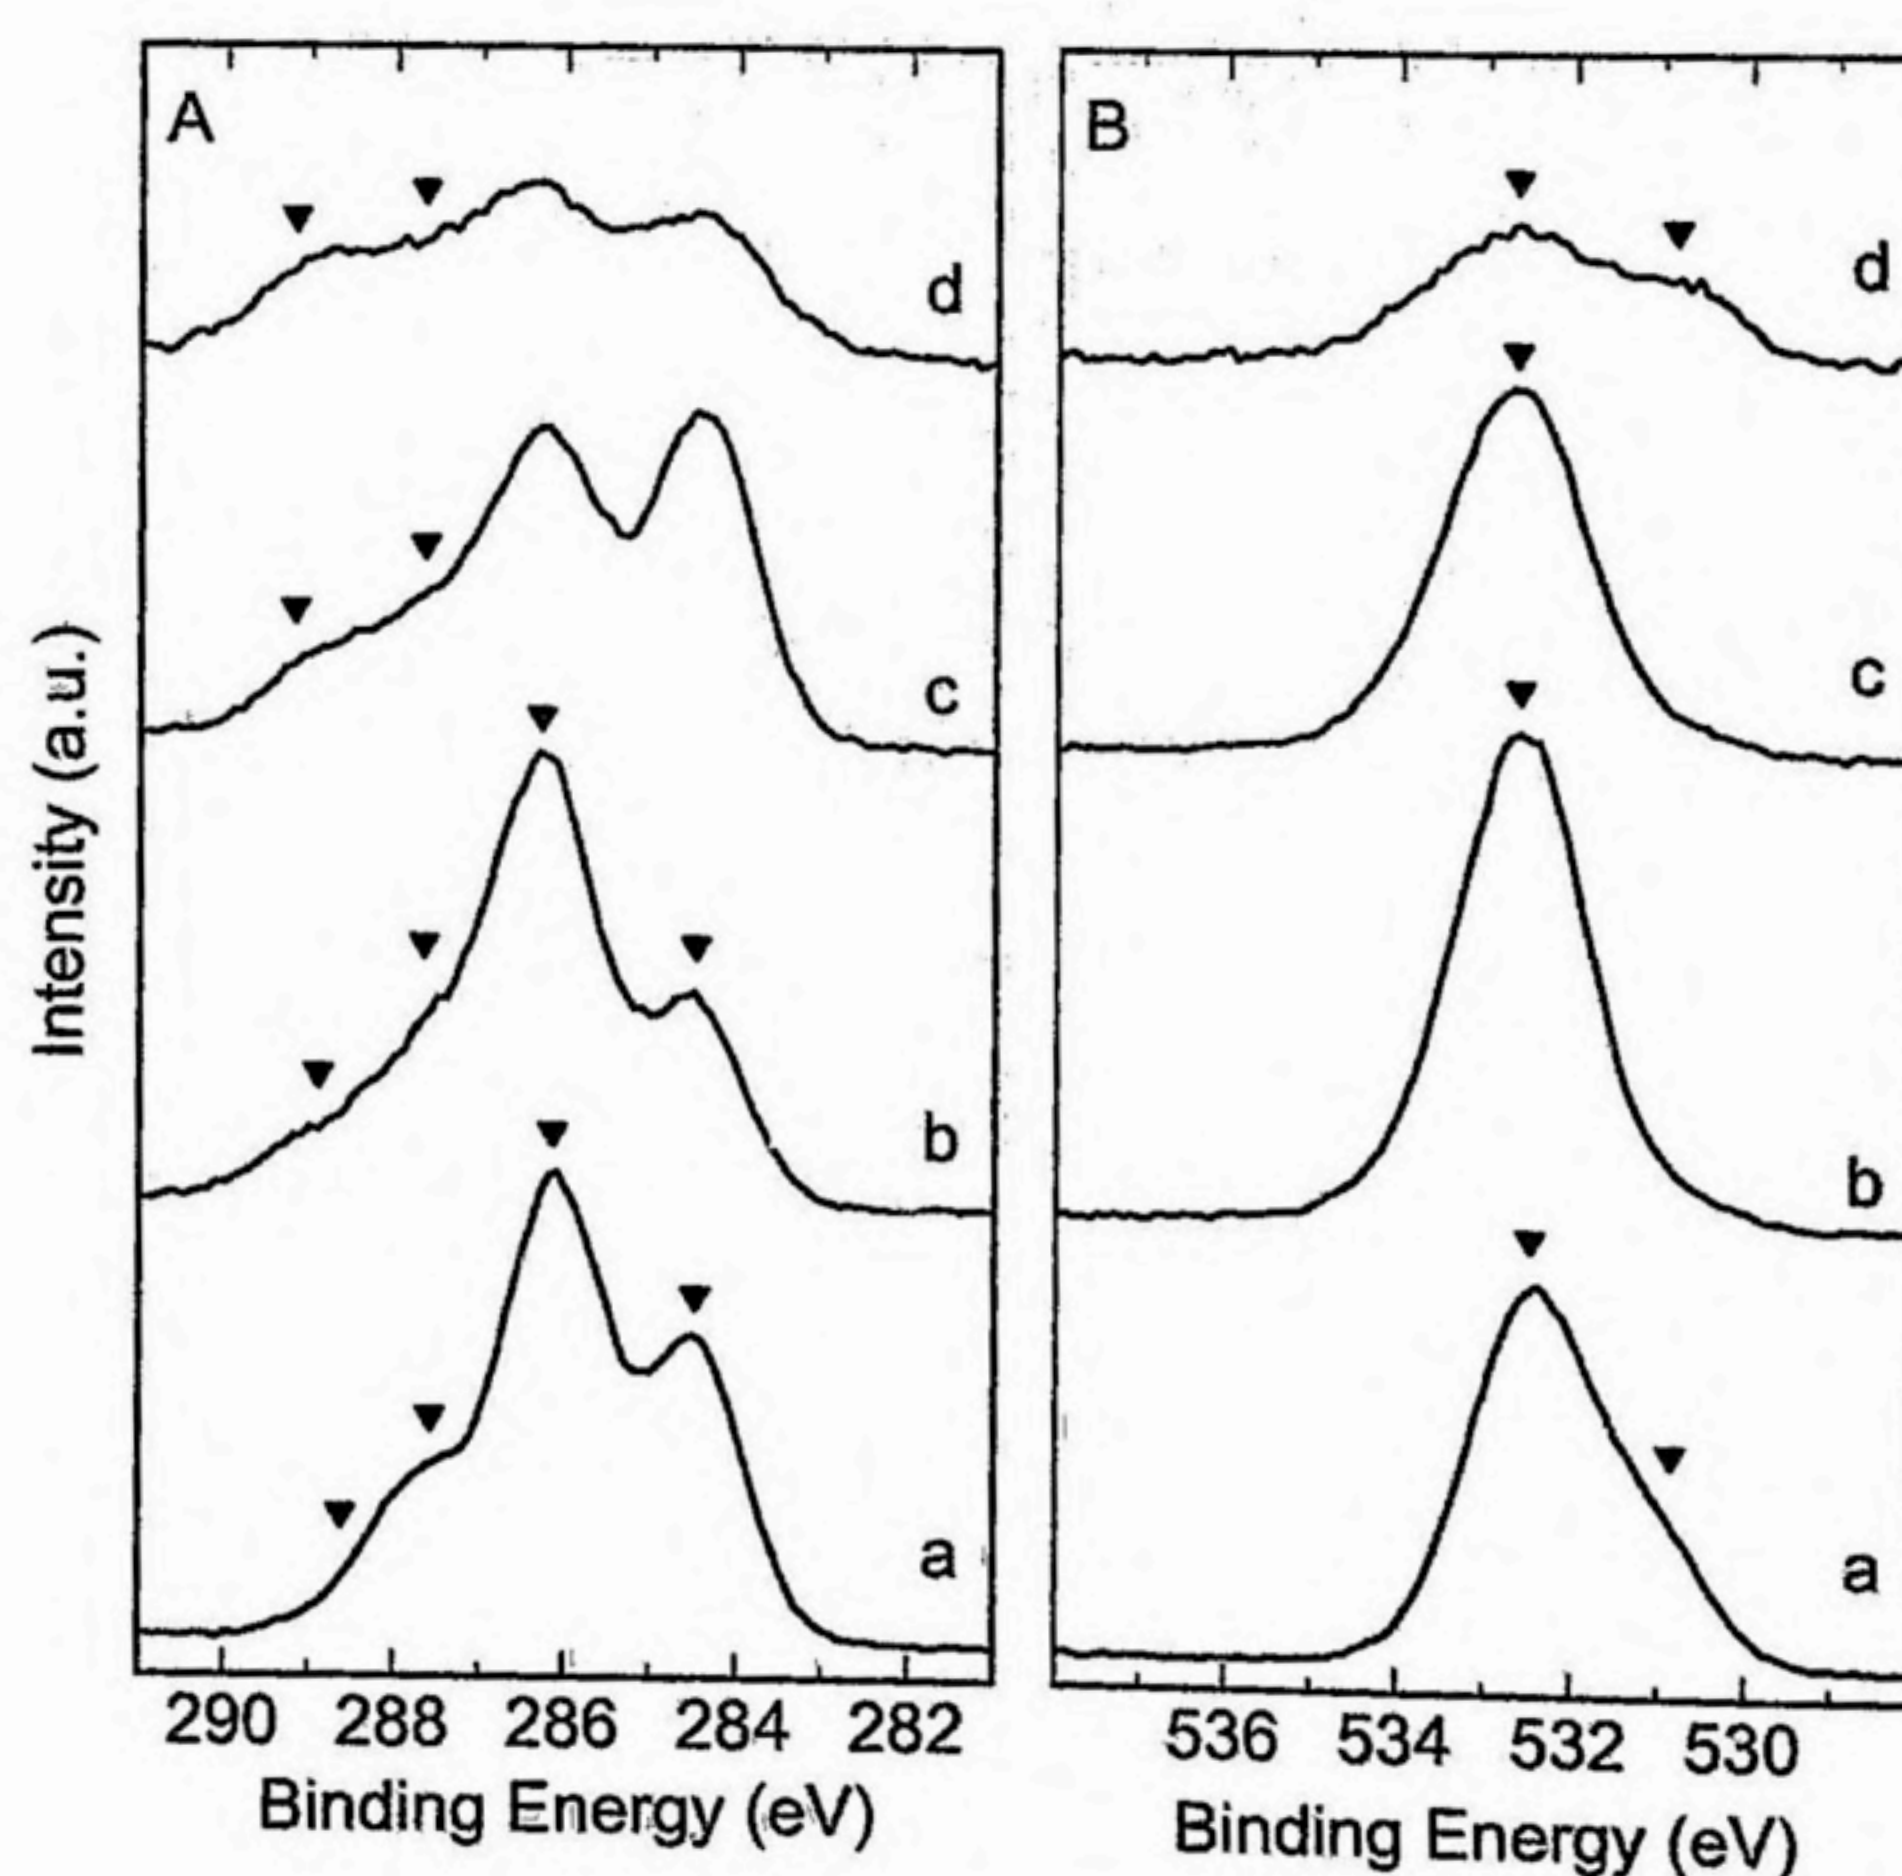 A
d
c
b
a
Intensity (a.u.)
290 288 286 284 282
Binding Energy (eV)
B
d
c
b
a
536 534 532 530
Binding Energy (eV)